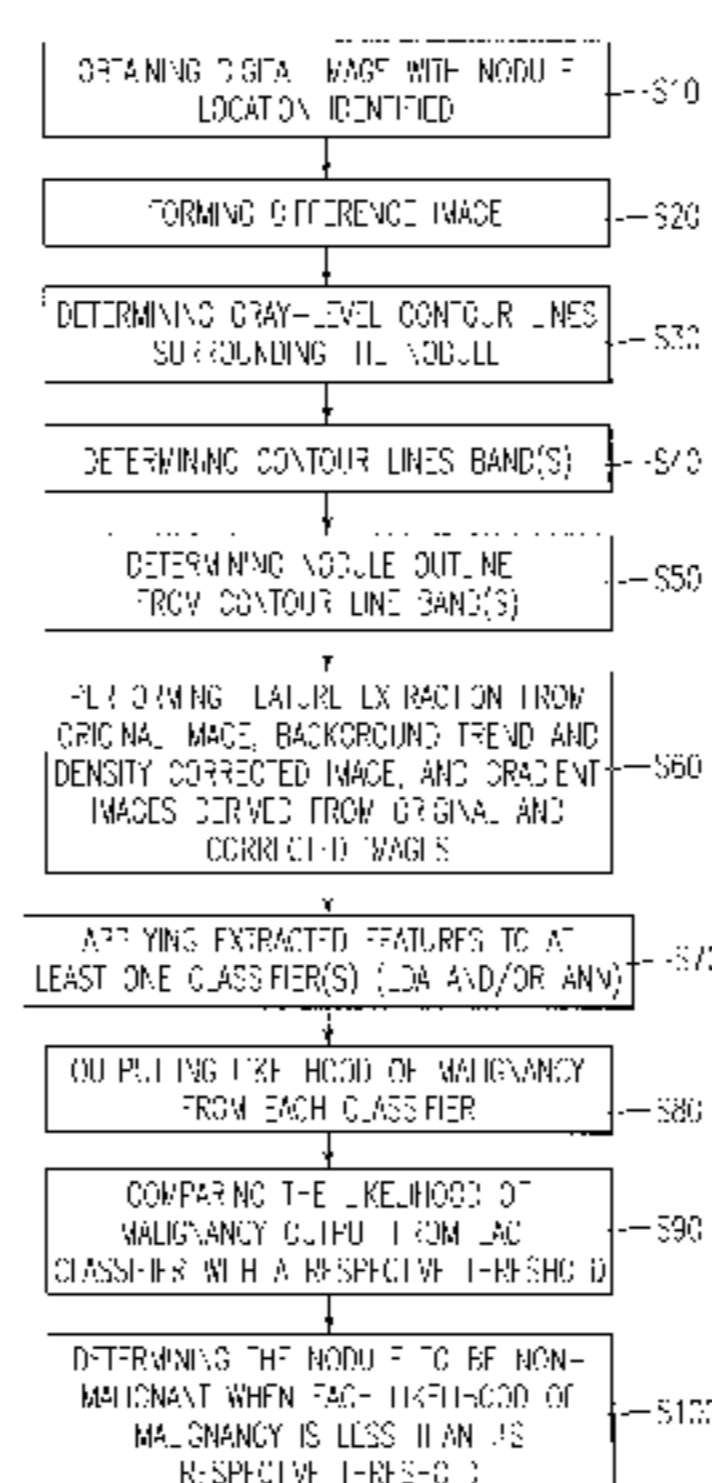 OBTAINING DIGITAL IMAGE WITH NODULE
LOCATION IDENTIFIED
S10
FORMING DIFFERENCE IMAGE
S20
DETERMINING GRAY-LEVEL CONTOUR LINES
SURROUNDING THE NODULE
S30
DETERMINING CONTOUR LINES BAND(S)
S40
DETERMINING NODULE OUTLINE
FROM CONTOUR LINE BAND(S)
S50
PERFORMING FEATURE EXTRACTION FROM
ORIGINAL IMAGE, BACKGROUND TREND AND
DENSITY CORRECTED IMAGE, AND GRADIENT
IMAGES DERIVED FROM ORIGINAL AND
CORRECTED IMAGES
S60
APPLYING EXTRACTED FEATURES TO AT
LEAST ONE CLASSIFIER(S) (LDA AND/OR ANN)
S70
OUTPUTTING LIKELIHOOD OF MALIGNANCY
FROM EACH CLASSIFIER
S80
COMPARING THE LIKELIHOOD OF
MALIGNANCY OUTPUT FROM EACH
CLASSIFIER WITH A RESPECTIVE THRESHOLD
S90
DETERMINING THE NODULE TO BE NON-
MALIGNANT WHEN EACH LIKELIHOOD OF
MALIGNANCY IS LESS THAN ITS
RESPECTIVE THRESHOLD
S100